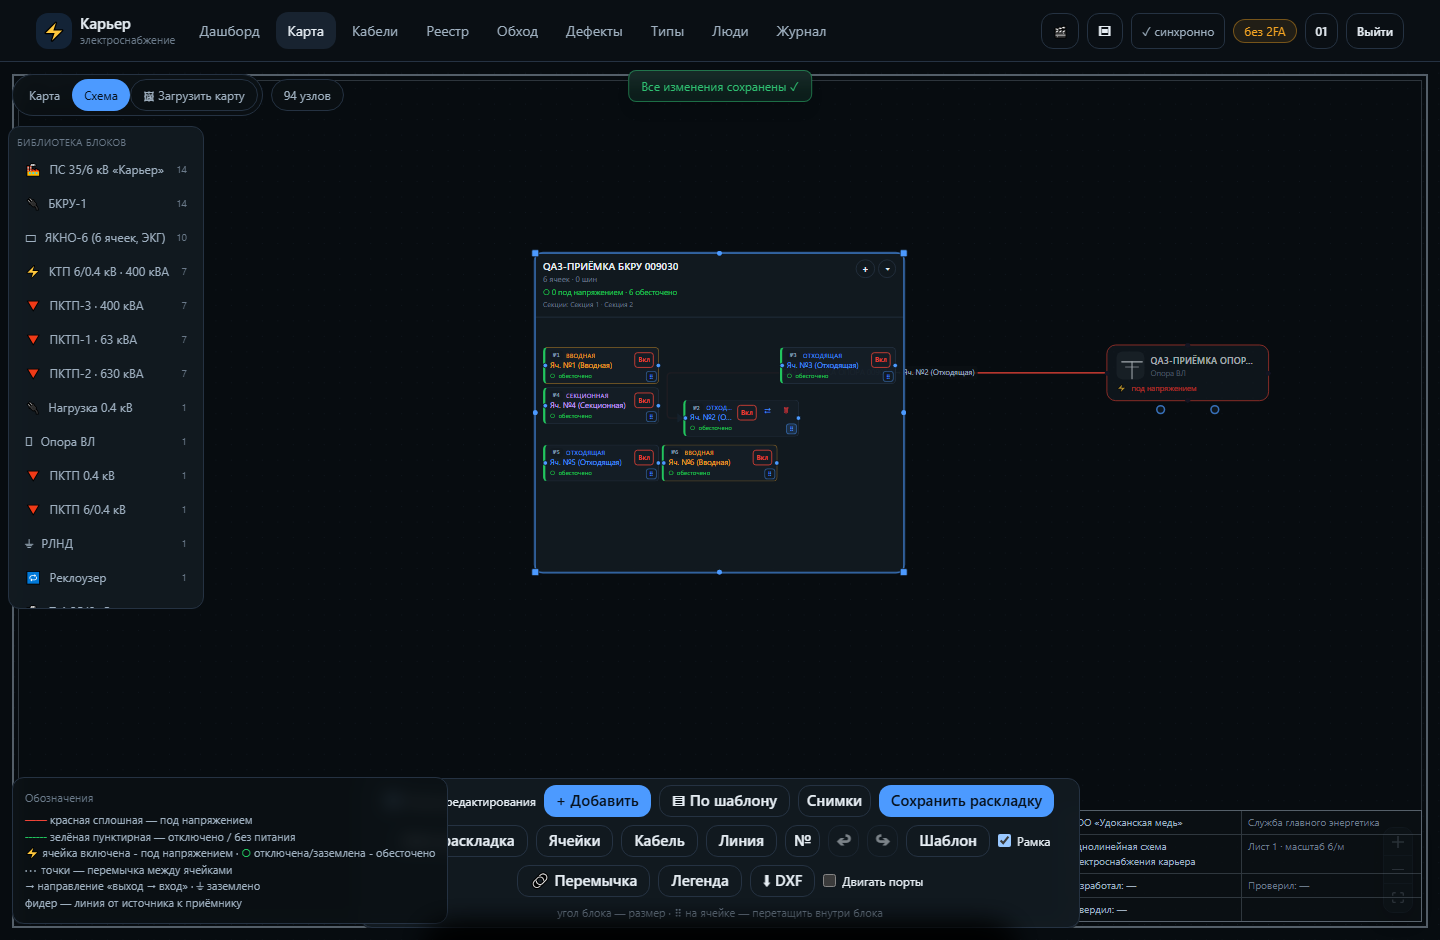 Карьер
электроснабжение
Дашборд
Карта
Кабели
Реестр
Обход
Дефекты
Типы
Люди
Журнал
✓ синхронно
без 2FA
01
Выйти
Карта
Схема
Загрузить карту
94 узлов
Все изменения сохранены ✓
БИБЛИОТЕКА БЛОКОВ
ПС 35/6 кВ «Карьер» 14
БКРУ-1 14
ЯКНО-6 (6 ячеек, ЭКГ) 10
КТП 6/0.4 кВ · 400 кВА 7
ПКТП-3 · 400 кВА 7
ПКТП-1 · 63 кВА 7
ПКТП-2 · 630 кВА 7
Нагрузка 0.4 кВ 1
Опора ВЛ 1
ПКТП 0.4 кВ 1
ПКТП 6/0.4 кВ 1
РЛНД 1
Реклоузер 1
QA3-ПРИЁМКА БКРУ 009030
6 ячеек · 0 шин
0 под напряжением · 6 обесточено
Секции: Секция 1 · Секция 2
№1 ВВОДНАЯ
Яч. №1 (Вводная)
обесточено
Вкл
№3 ОТХОДЯЩАЯ
Яч. №3 (Отходящая)
обесточено
Вкл
№4 СЕКЦИОННАЯ
Яч. №4 (Секционная)
обесточено
Вкл
№2 ОТХОД...
Яч. №2 (О...
обесточено
Вкл
№5 ОТХОДЯЩАЯ
Яч. №5 (Отходящая)
обесточено
Вкл
№6 ВВОДНАЯ
Яч. №6 (Вводная)
обесточено
Вкл
Яч. №2 (Отходящая)
QA3-ПРИЁМКА ОПОР...
Опора ВЛ
под напряжением
Обозначения
красная сплошная — под напряжением
зелёная пунктирная — отключено / без питания
ячейка включена - под напряжением · отключена/заземлена - обесточено
точки — перемычка между ячейками
→ направление «выход → вход» · ⏚ заземлено
фидер — линия от источника к приёмнику
редактирования
+ Добавить
По шаблону
Снимки
Сохранить раскладку
раскладка
Ячейки
Кабель
Линия
№
Шаблон
Рамка
Перемычка
Легенда
⬇ DXF
Двигать порты
угол блока — размер · ⠿ на ячейке — перетащить внутри блока
ОО «Удоканская медь»
Служба главного энергетика
днолинейная схема
ектроснабжения карьера
Лист 1 · масштаб б/м
зработал: —
Проверил: —
вердил: —